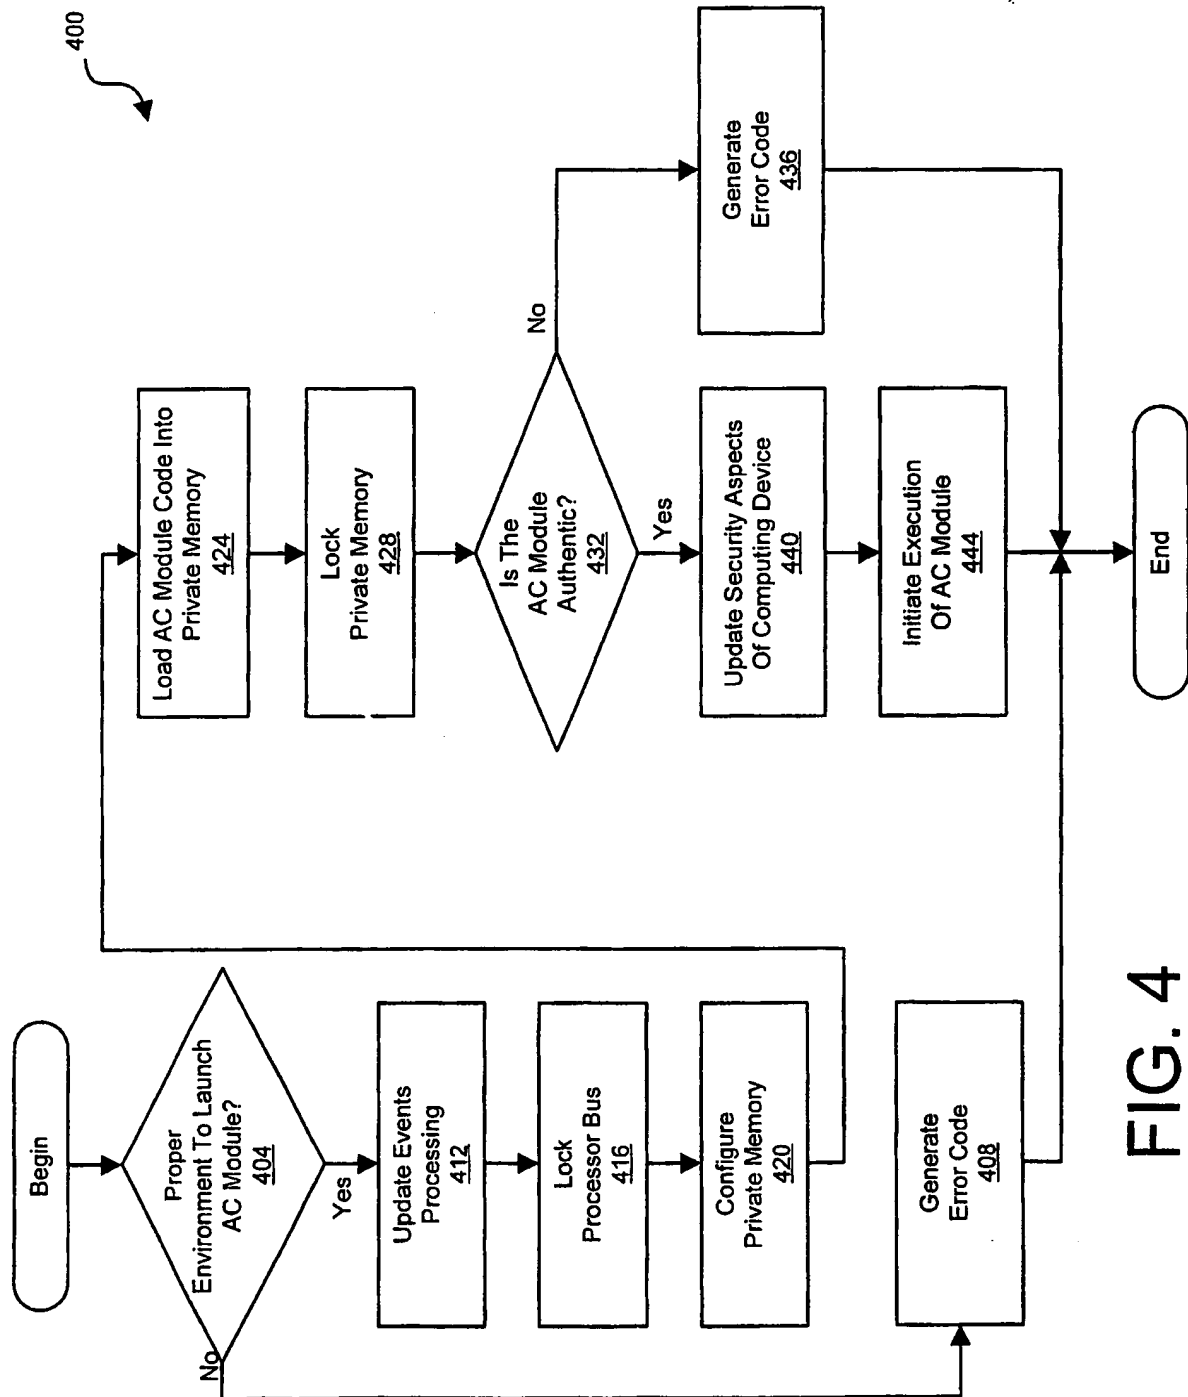 400
Begin
Proper
Environment To Launch
AC Module?
404
No
Yes
Update Events
Processing
412
Lock
Processor Bus
416
Configure
Private Memory
420
Generate
Error Code
408
Load AC Module Code Into
Private Memory
424
Lock
Private Memory
428
Is The
AC Module
Authentic?
432
No
Yes
Generate
Error Code
436
Update Security Aspects
Of Computing Device
440
Initiate Execution
Of AC Module
444
End
FIG. 4